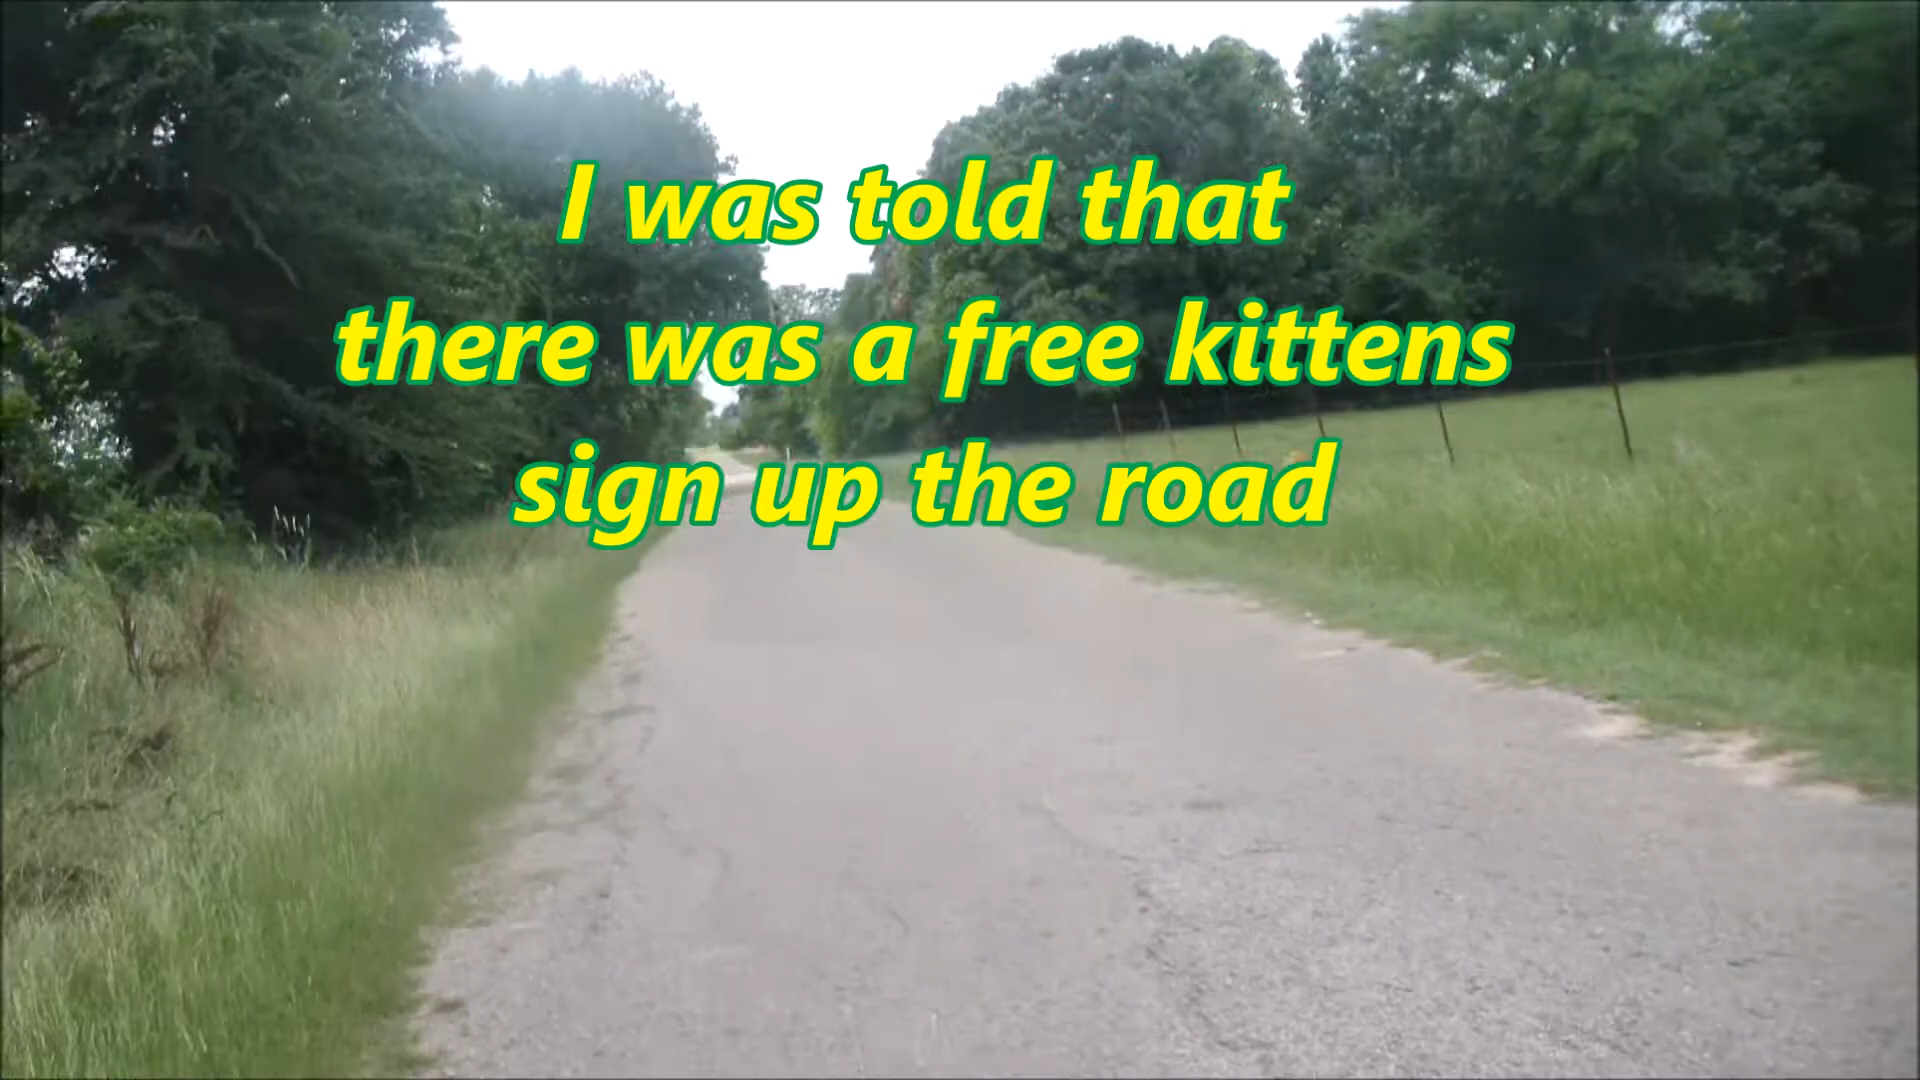 I was told that
there was a free kittens
sign up the road